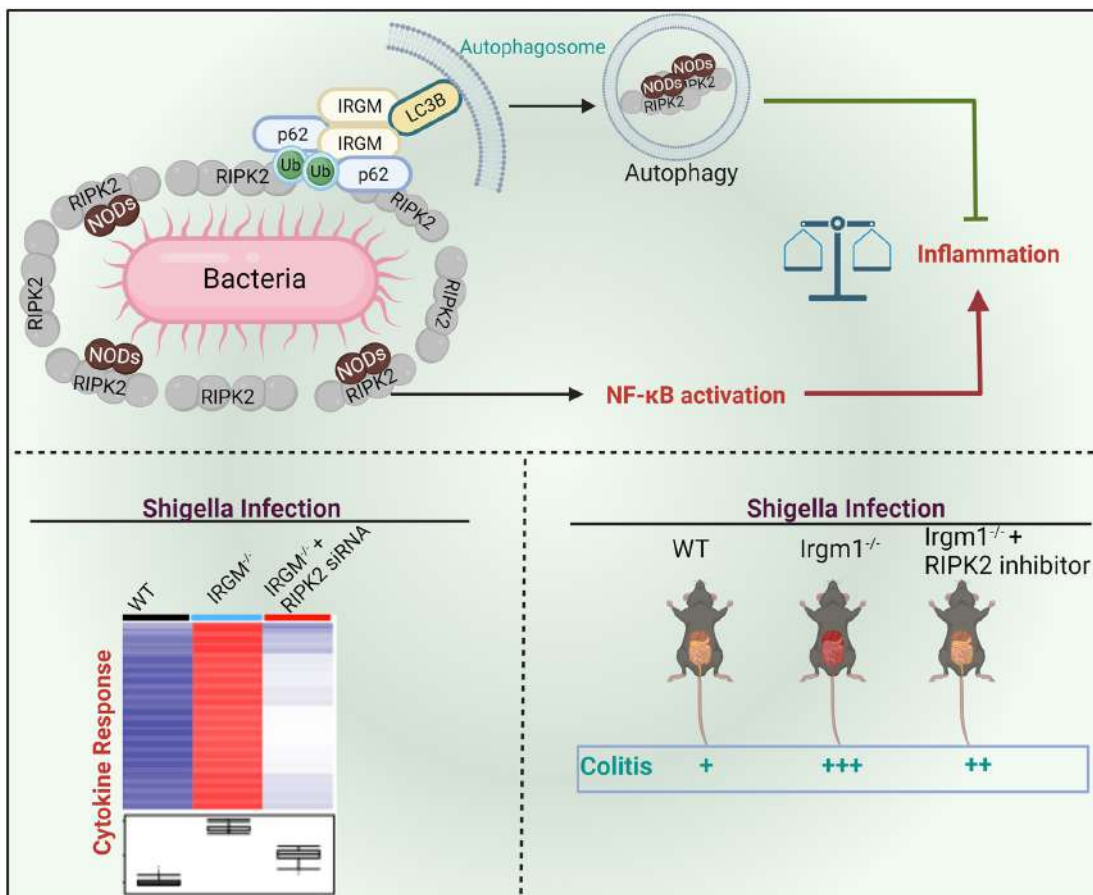 Autophagosome
IRGM
LC3B
p62
IRGM
Ub
Ub
p62
RIPK2
RIPK2
NODs
RIPK2
RIPK2
RIPK2
Bacteria
NODs
RIPK2
RIPK2
NODs
RIPK2
NODs
NODs
RIPK2
RIPK2
Autophagy
Inflammation
NF-κB activation
Shigella Infection
WT
IRGM-/-
IRGM-/- +
RIPK2 siRNA
Cytokine Response
Shigella Infection
WT
Irgm1-/-
Irgm1-/- +
RIPK2 inhibitor
Colitis + +++ ++